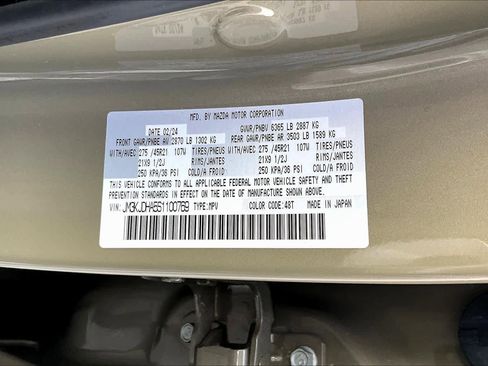 MFD. BY MAZDA MOTOR CORPORATION
DATE 02/24 GVWR/PNBV 6365 LB 2887 KG
FRONT GAWR/PNBE AV 2870 LB 1302 KG REAR GAWR/PNBE AR 3503 LB 1589 KG
WITH/AVEC 275 /45R21 107W TIRES/PNEUS WITH/AVEC 275 /45R21 107W TIRES/PNEUS
21X9 1/2J RIMS/JANTES 21X9 1/2J RIMS/JANTES
250 KPA/36 PSI COLD/A FROID 250 KPA/36 PSI COLD/A FROID
THIS VEHICLE CONFORMS TO ALL APPLICABLE FEDERAL MOTOR VEHICLE SAFETY AND THEFT
PREVENTION STANDARDS IN EFFECT ON THE DATE OF MANUFACTURE SHOWN ABOVE.
VIN: JM3KJDHA5S1100769 TYPE:MPV COLOR CODE:48T MADE IN JAPAN